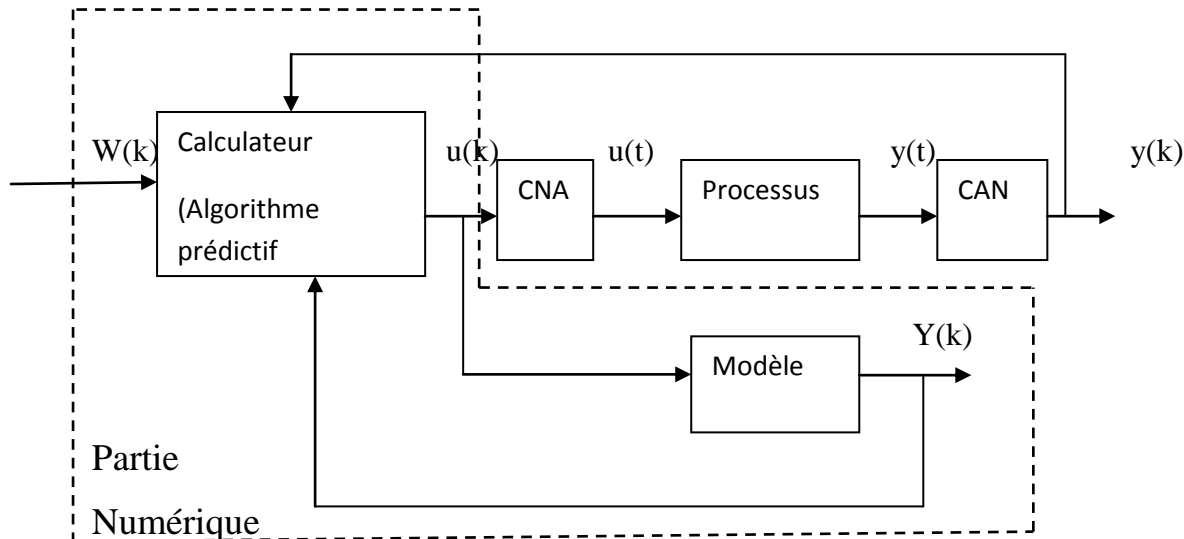 Calculateur
(Algorithme
prédictif
W(k)
u(k)
CNA
u(t)
Processus
y(t)
CAN
y(k)
Modèle
Y(k)
Partie
Numérique